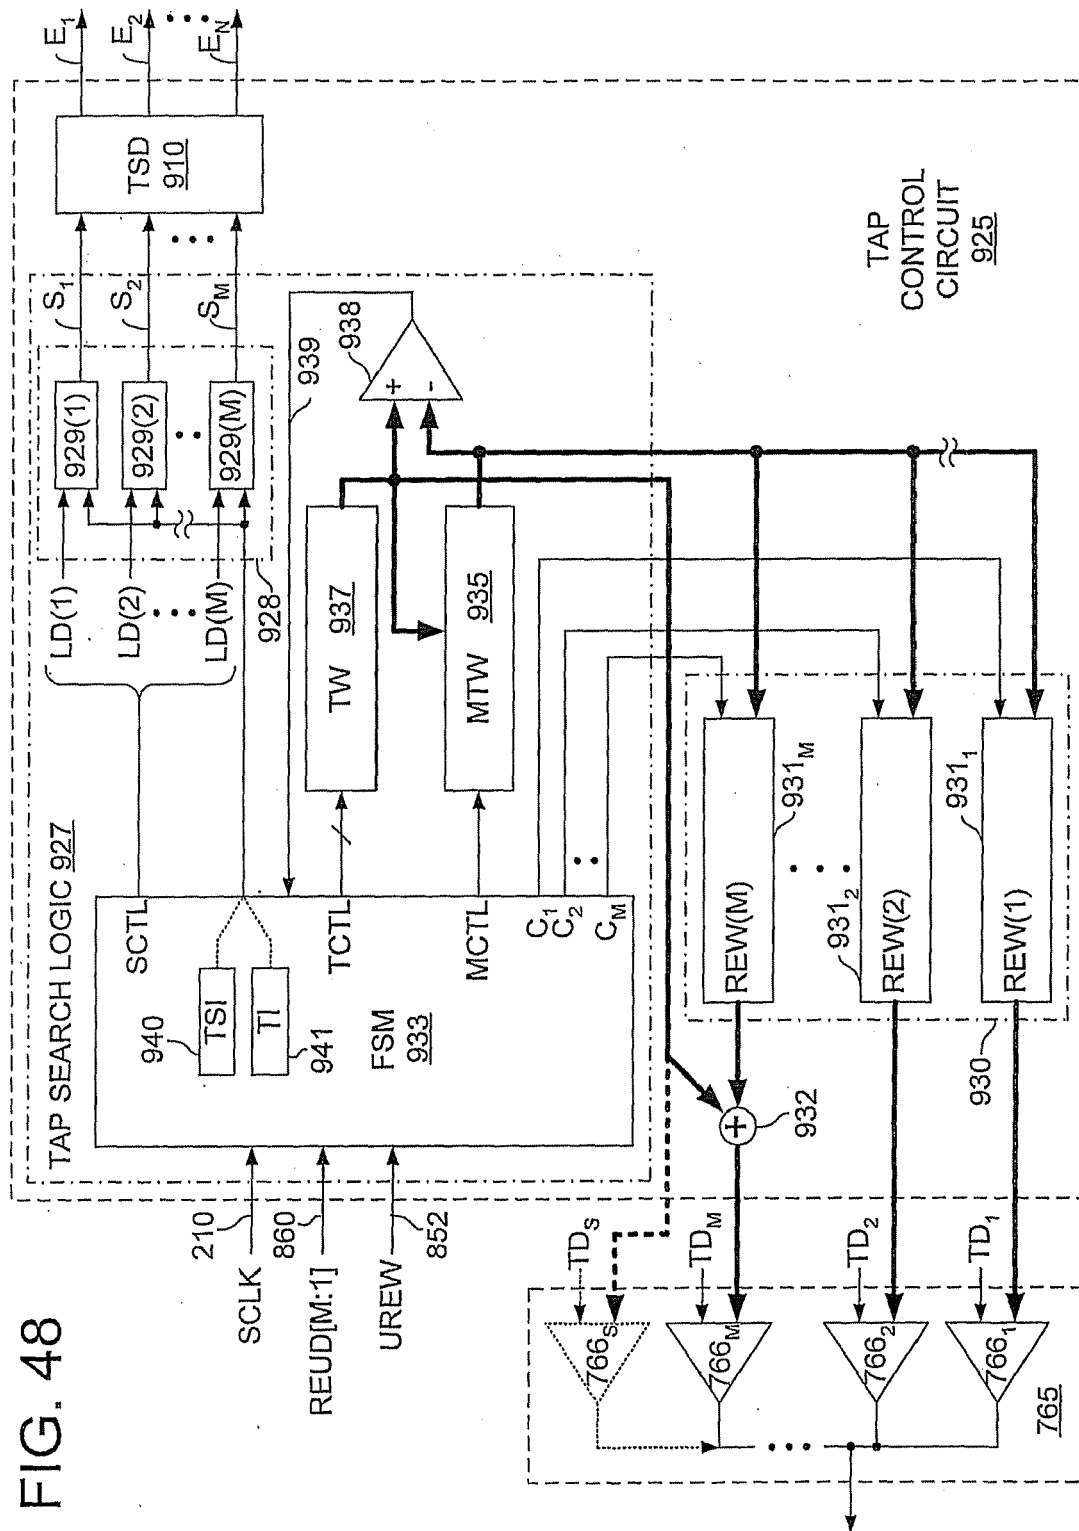 FIG. 48
E1
E2
EN
TSD
910
S1
S2
SM
929(1)
929(2)
929(M)
928
LD(1)
LD(2)
LD(M)
TAP SEARCH LOGIC 927
SCTL
940
TSI
TI
941
FSM
933
TCTL
MCTL
C1
C2
CM
TW 937
MTW 935
938
+
-
939
TAP
CONTROL
CIRCUIT
925
SCLK
210
REUD[M:1]
860
UREW
852
REW(M)
931M
REW(2)
9312
REW(1)
9311
930
+
932
TDS
TDM
TD2
TD1
766S
766M
7662
7661
765